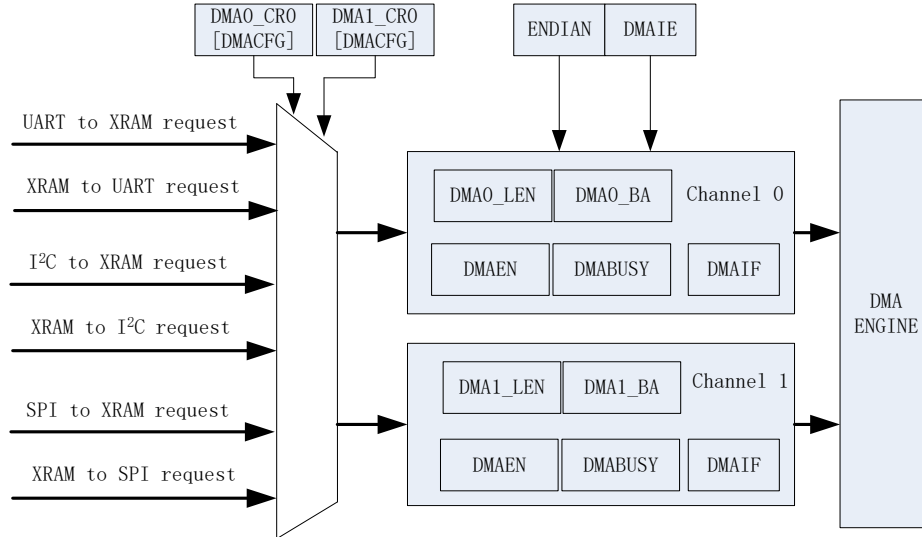 DMA0_CR0
[DMACFG]
DMA1_CR0
[DMACFG]
ENDIAN
DMAIE
UART to XRAM request
XRAM to UART request
I²C to XRAM request
XRAM to I²C request
SPI to XRAM request
XRAM to SPI request
DMA0_LEN
DMA0_BA
Channel 0
DMAEN
DMABUSY
DMAIF
DMA1_LEN
DMA1_BA
Channel 1
DMAEN
DMABUSY
DMAIF
DMA
ENGINE